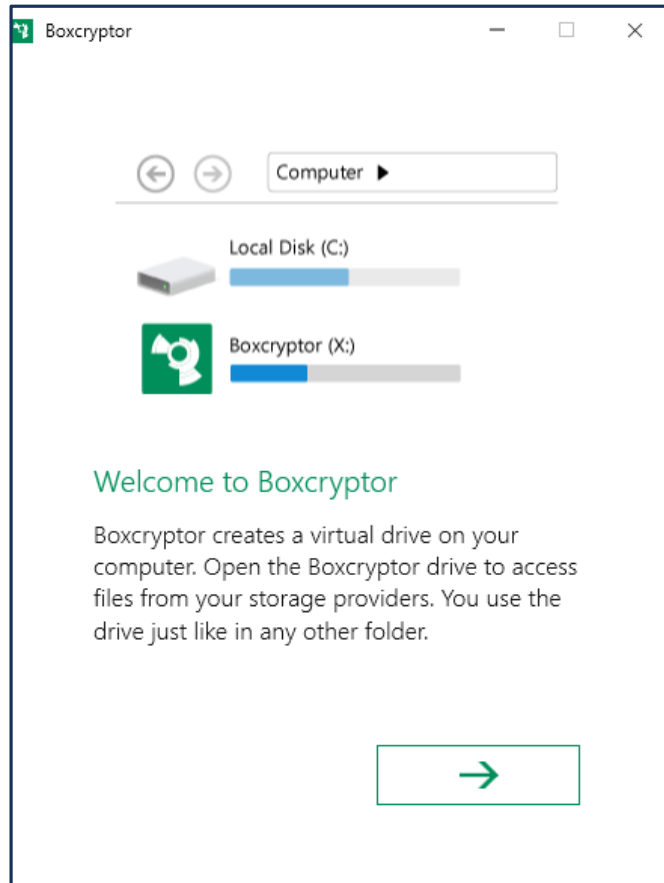 Boxcryptor
Computer
Local Disk (C:)
Boxcryptor (X:)
Welcome to Boxcryptor
Boxcryptor creates a virtual drive on your
computer. Open the Boxcryptor drive to access
files from your storage providers. You use the
drive just like in any other folder.